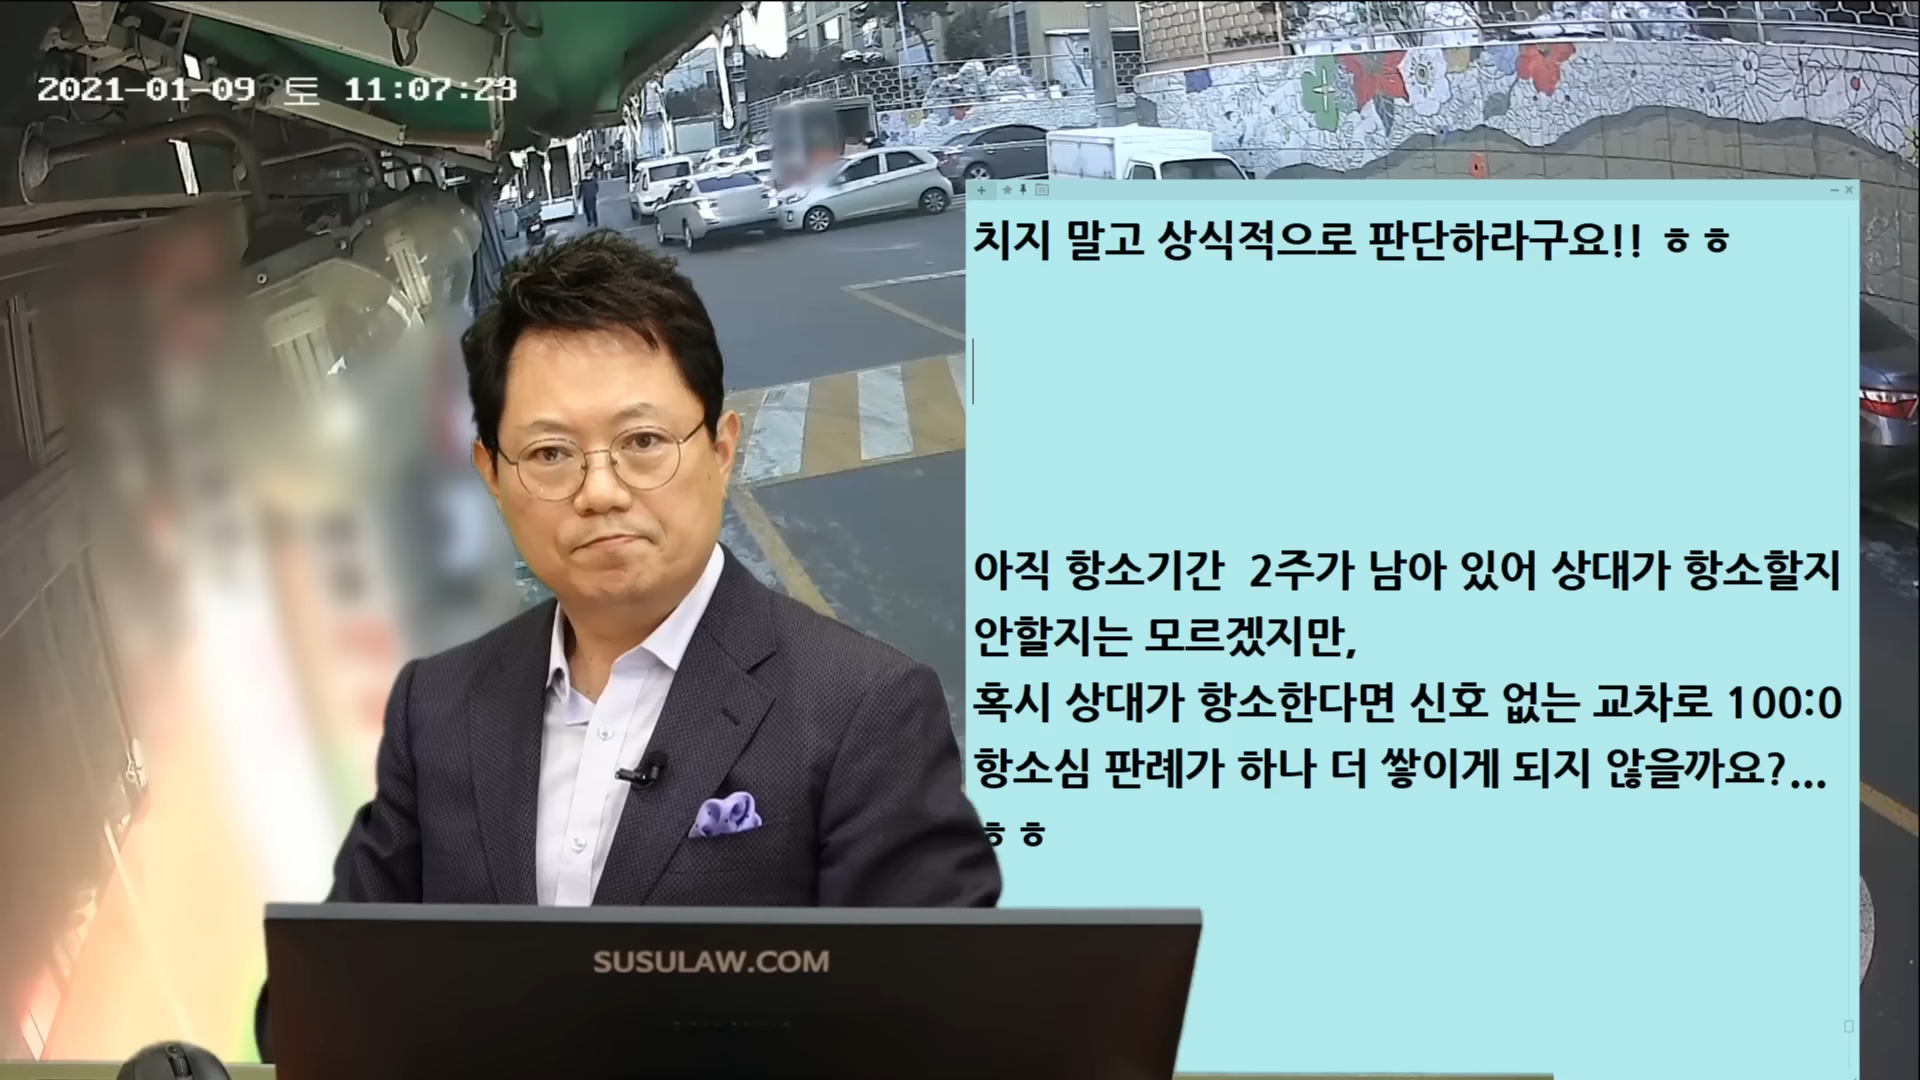 2021-01-09 토 11:07:23
치지 말고 상식적으로 판단하라구요!! ㅎㅎ
아직 항소기간 2주가 남아 있어 상대가 항소할지
안할지는 모르겠지만,
혹시 상대가 항소한다면 신호 없는 교차로 100:0
항소심 판례가 하나 더 쌓이게 되지 않을까요?...
ㅎㅎ
SUSULAW.COM